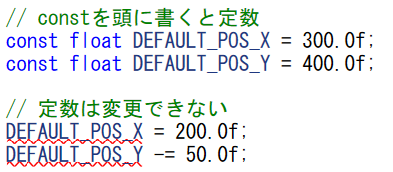 // constを頭に書くと定数
const float DEFAULT_POS_X = 300.0f;
const float DEFAULT_POS_Y = 400.0f;
// 定数は変更できない
DEFAULT_POS_X = 200.0f;
DEFAULT_POS_Y -= 50.0f;